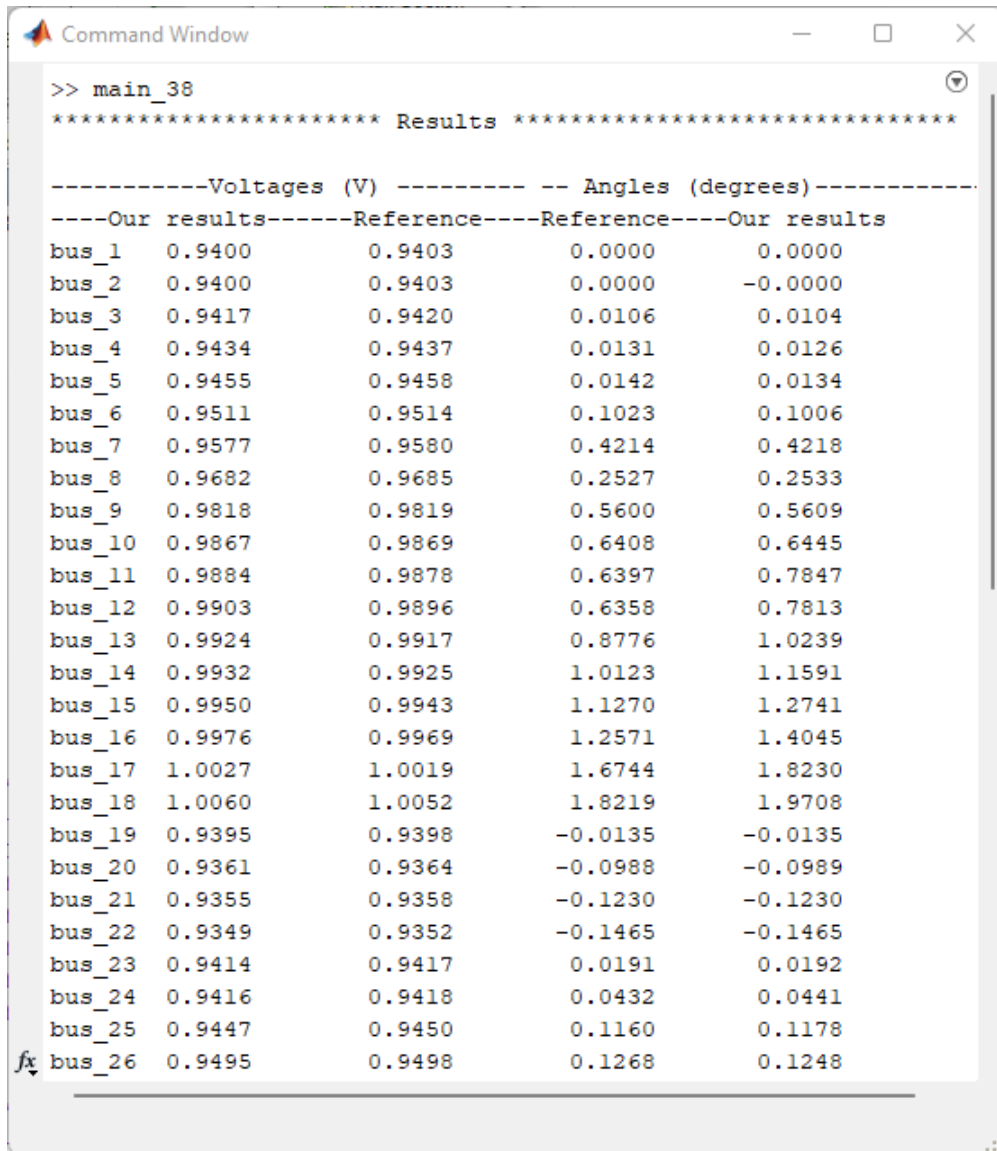 Command Window
>> main_38
*********************** Results *******************************
-----------Voltages (V) --------- -- Angles (degrees)-----------
----Our results------Reference----Reference----Our results
bus_1 0.9400 0.9403 0.0000 0.0000
bus_2 0.9400 0.9403 0.0000 -0.0000
bus_3 0.9417 0.9420 0.0106 0.0104
bus_4 0.9434 0.9437 0.0131 0.0126
bus_5 0.9455 0.9458 0.0142 0.0134
bus_6 0.9511 0.9514 0.1023 0.1006
bus_7 0.9577 0.9580 0.4214 0.4218
bus_8 0.9682 0.9685 0.2527 0.2533
bus_9 0.9818 0.9819 0.5600 0.5609
bus_10 0.9867 0.9869 0.6408 0.6445
bus_11 0.9884 0.9878 0.6397 0.7847
bus_12 0.9903 0.9896 0.6358 0.7813
bus_13 0.9924 0.9917 0.8776 1.0239
bus_14 0.9932 0.9925 1.0123 1.1591
bus_15 0.9950 0.9943 1.1270 1.2741
bus_16 0.9976 0.9969 1.2571 1.4045
bus_17 1.0027 1.0019 1.6744 1.8230
bus_18 1.0060 1.0052 1.8219 1.9708
bus_19 0.9395 0.9398 -0.0135 -0.0135
bus_20 0.9361 0.9364 -0.0988 -0.0989
bus_21 0.9355 0.9358 -0.1230 -0.1230
bus_22 0.9349 0.9352 -0.1465 -0.1465
bus_23 0.9414 0.9417 0.0191 0.0192
bus_24 0.9416 0.9418 0.0432 0.0441
bus_25 0.9447 0.9450 0.1160 0.1178
fx bus_26 0.9495 0.9498 0.1268 0.1248